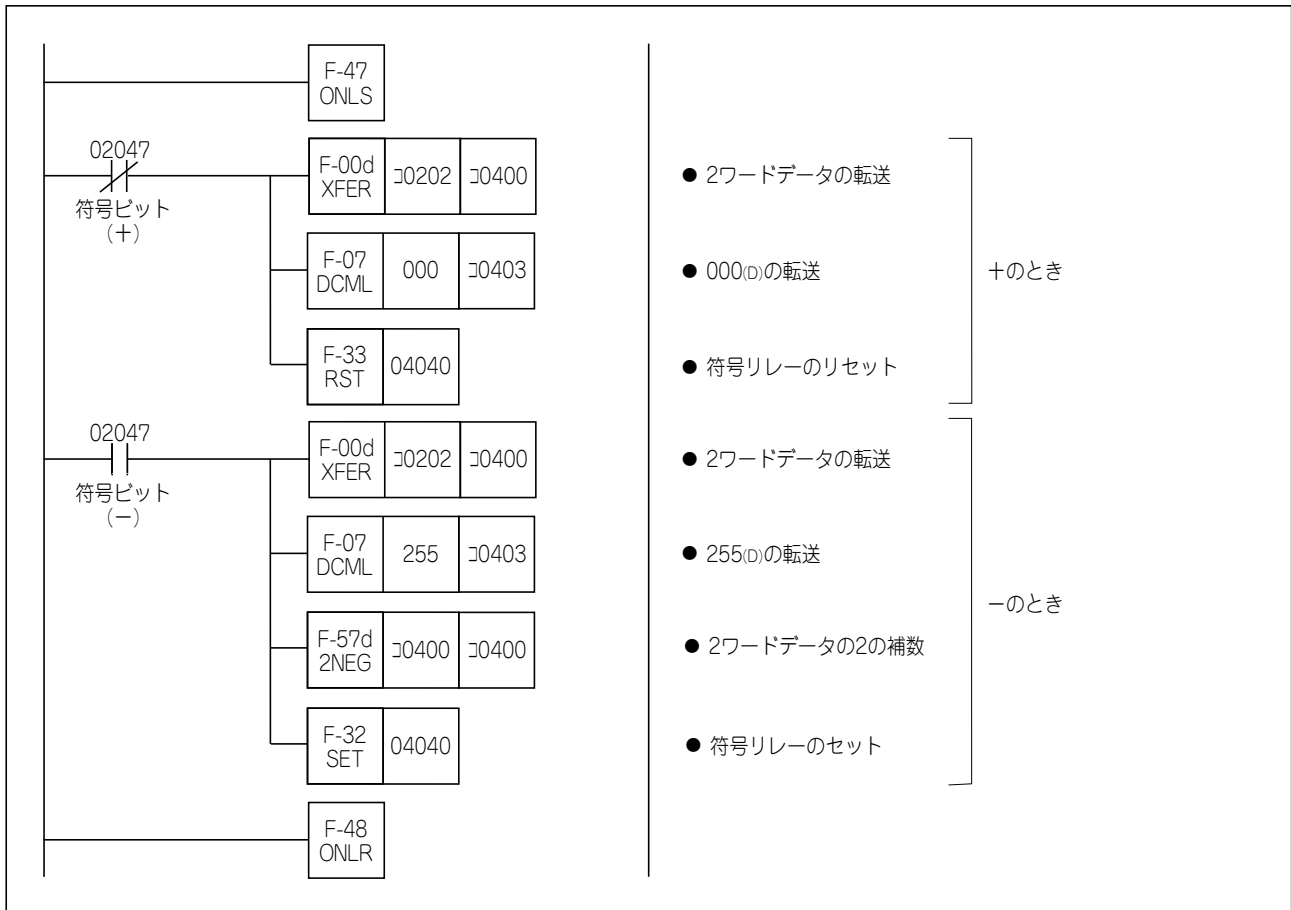 F-47
ONLS
02047
符号ビット
(＋)
F-00d
XFER
ｺ0202
ｺ0400
● 2ワードデータの転送
F-07
DCML
000
ｺ0403
● 000(D)の転送
＋のとき
F-33
RST
04040
● 符号リレーのリセット
02047
符号ビット
(－)
F-00d
XFER
ｺ0202
ｺ0400
● 2ワードデータの転送
F-07
DCML
255
ｺ0403
● 255(D)の転送
－のとき
F-57d
2NEG
ｺ0400
ｺ0400
● 2ワードデータの2の補数
F-32
SET
04040
● 符号リレーのセット
F-48
ONLR